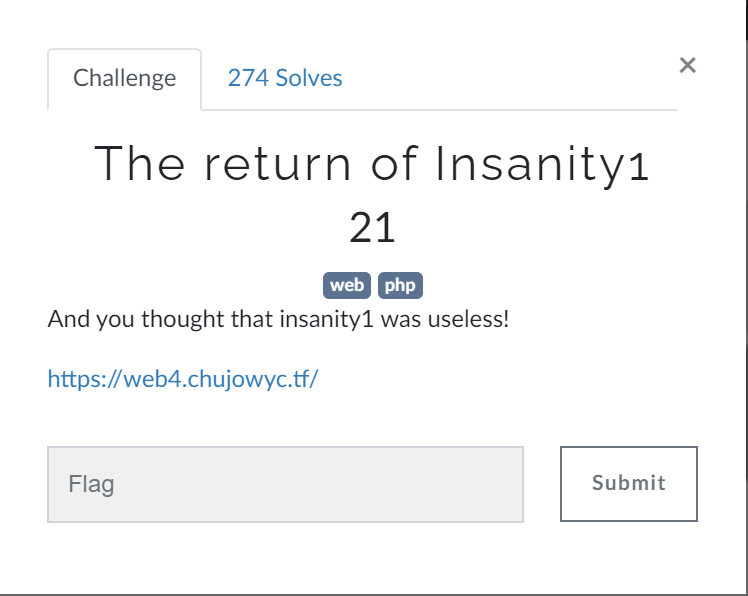 Challenge
274 Solves
×
The return of Insanity1
21
web php
And you thought that insanity1 was useless!
https://web4.chujowyc.tf/
Flag
Submit